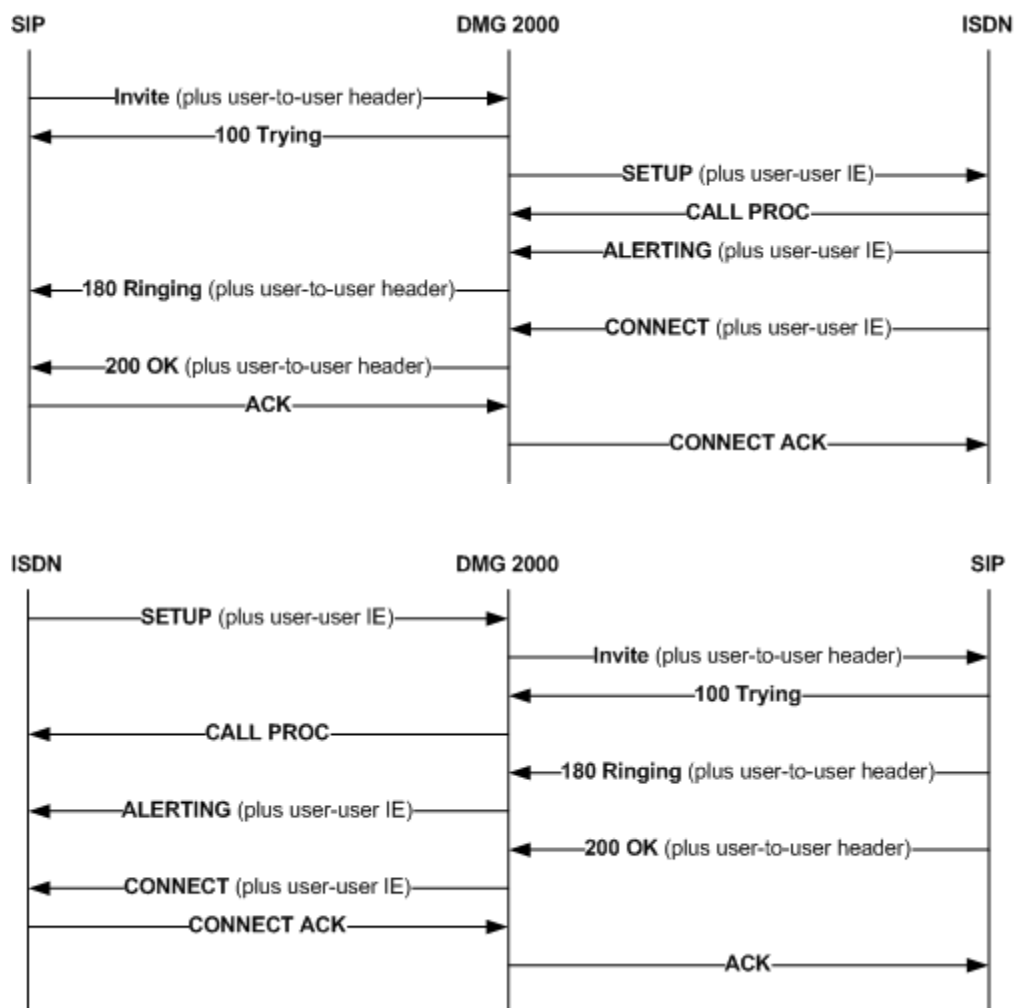 SIP DMG 2000 ISDN
Invite (plus user-to-user header)
100 Trying
SETUP (plus user-user IE)
CALL PROC
ALERTING (plus user-user IE)
180 Ringing (plus user-to-user header)
CONNECT (plus user-user IE)
200 OK (plus user-to-user header)
ACK
CONNECT ACK
ISDN DMG 2000 SIP
SETUP (plus user-user IE)
Invite (plus user-to-user header)
100 Trying
CALL PROC
180 Ringing (plus user-to-user header)
ALERTING (plus user-user IE)
200 OK (plus user-to-user header)
CONNECT (plus user-user IE)
CONNECT ACK
ACK